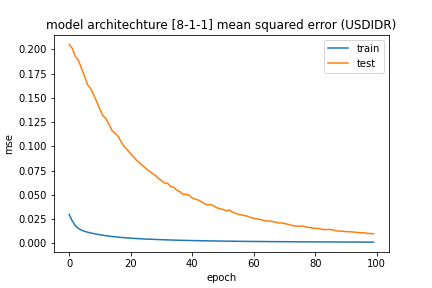 model architechture [8-1-1] mean squared error (USDIDR)
train
test
0.200
0.175
0.150
0.125
0.100
0.075
0.050
0.025
0.000
mse
0 20 40 60 80 100
epoch